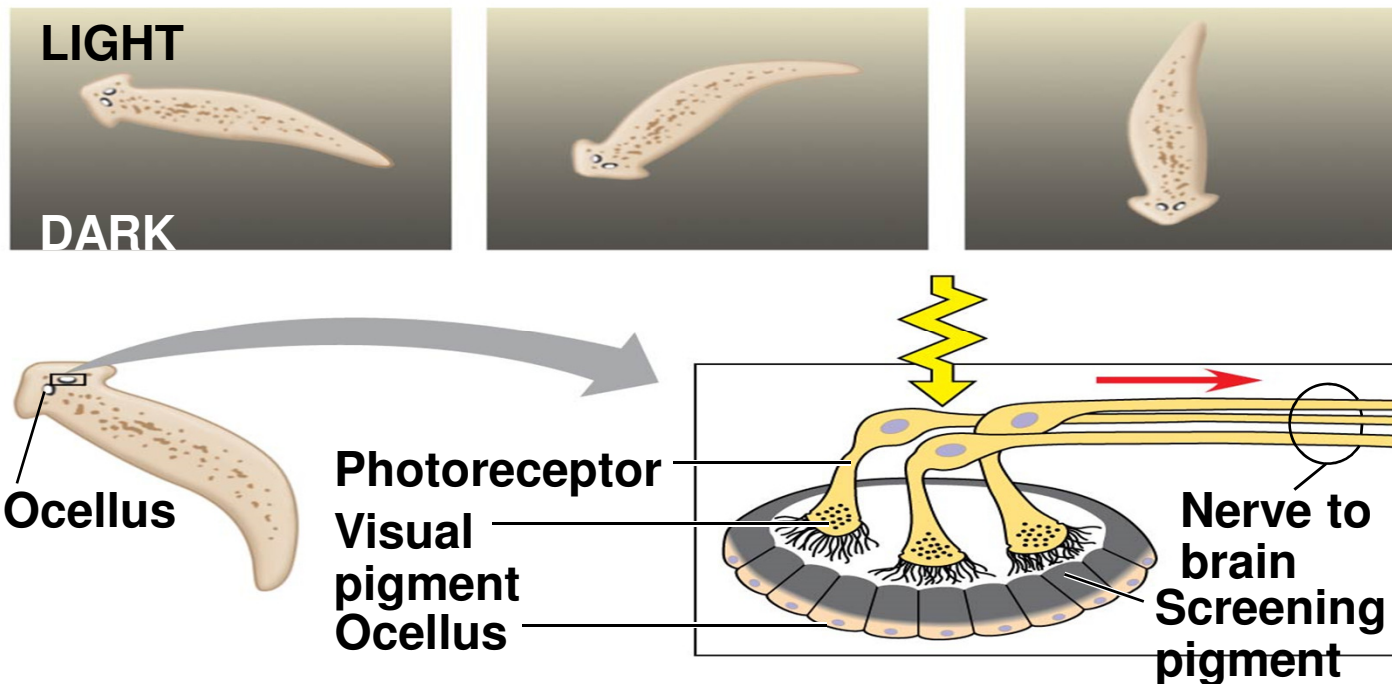 LIGHT
DARK
Ocellus
Photoreceptor
Visual
pigment
Ocellus
Nerve to
brain
Screening
pigment